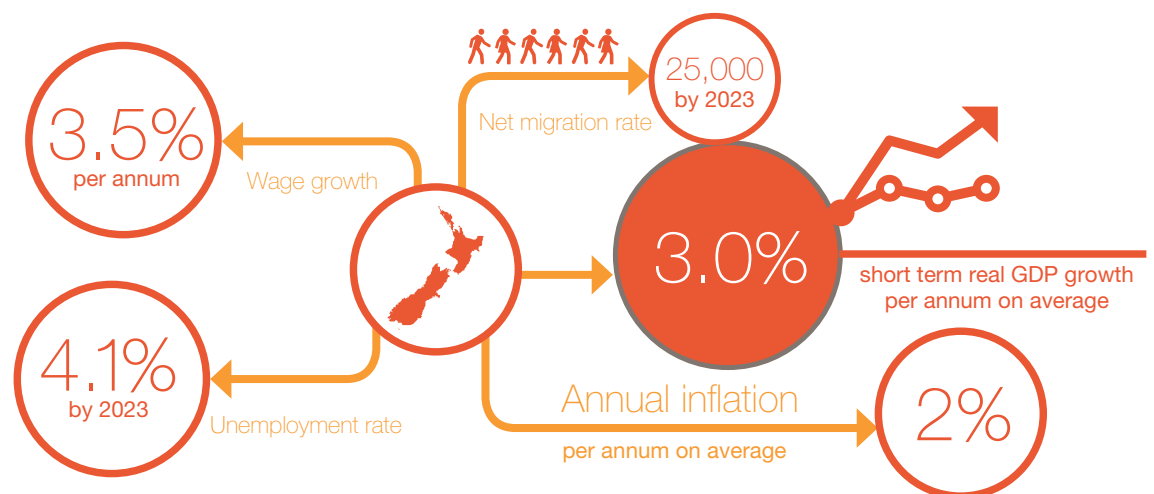 3.5%
per annum
Wage growth
Net migration rate
25,000
by 2023
3.0%
short term real GDP growth
per annum on average
4.1%
by 2023
Unemployment rate
Annual inflation
per annum on average
2%